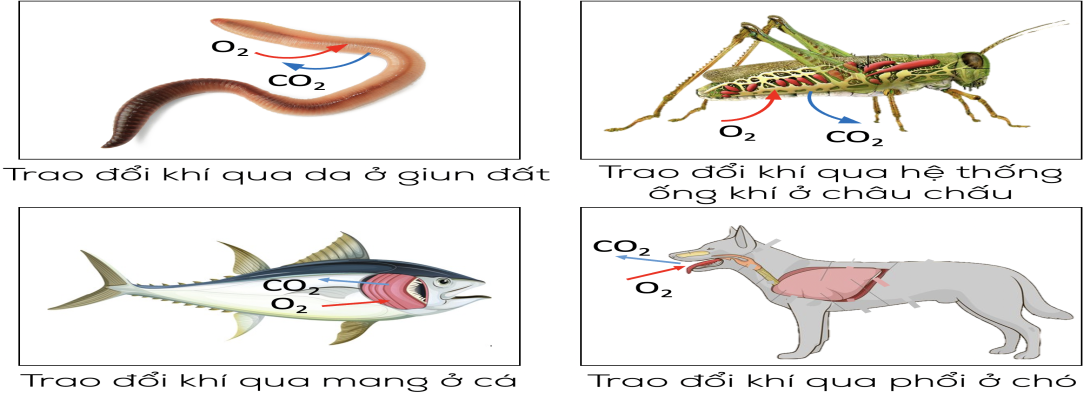 O₂
CO₂
Trao đổi khí qua da ở giun đất
O₂
CO₂
Trao đổi khí qua hệ thống
ống khí ở châu chấu
CO₂
O₂
Trao đổi khí qua mang ở cá
CO₂
O₂
Trao đổi khí qua phổi ở chó